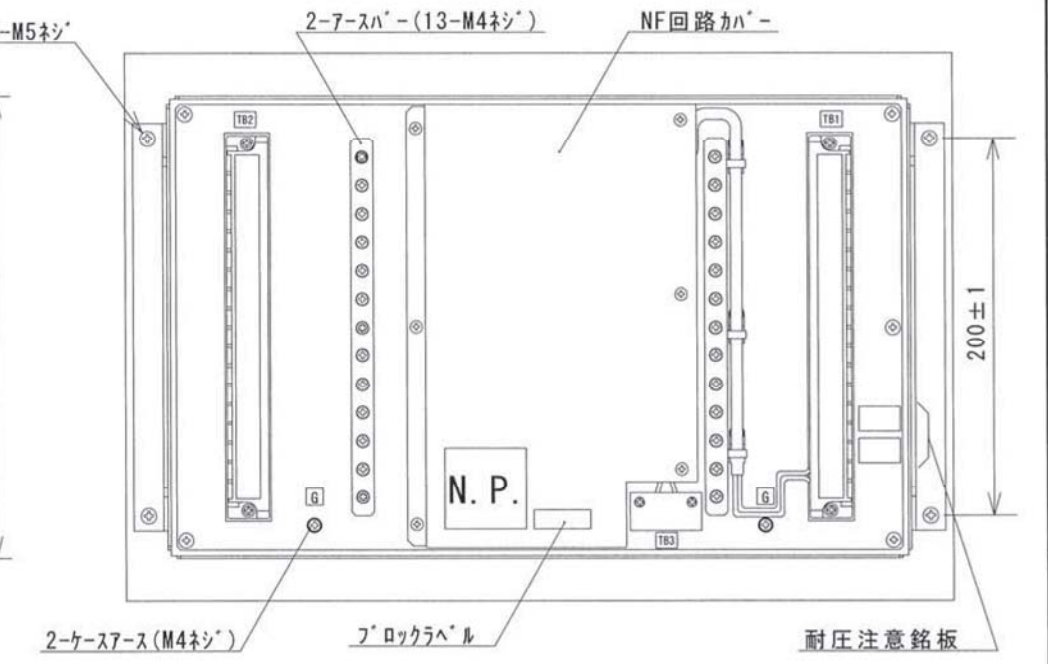 -M5ネジ
2-アースバー(13-M4ネジ)
NF回路カバー
TB2
TB1
200±1
N. P.
G
G
TB3
2-ケースアース(M4ネジ)
ブロックラベル
耐圧注意銘板